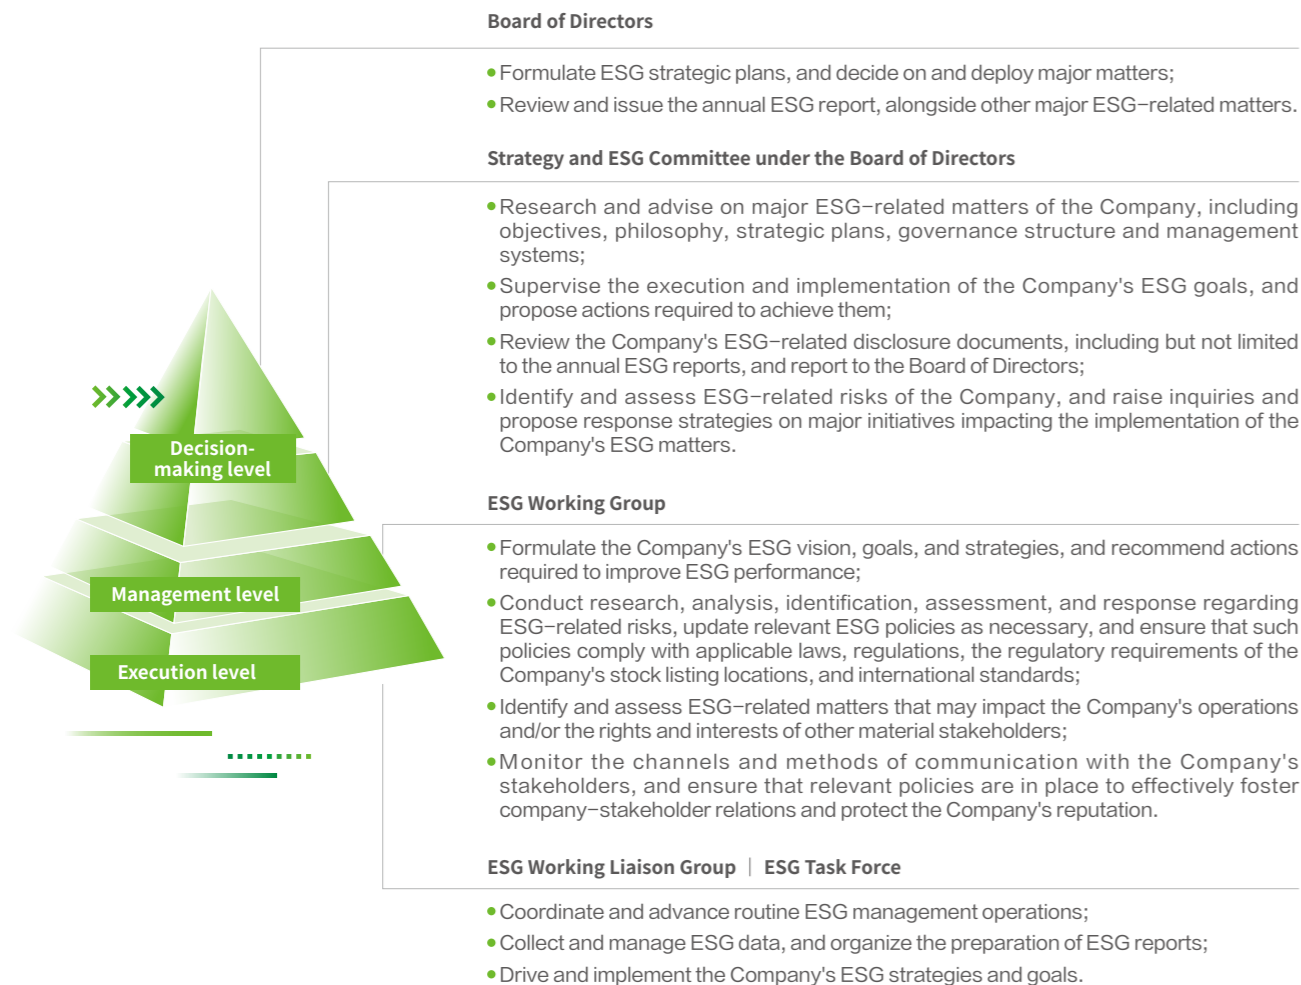 Board of Directors
•Formulate ESG strategic plans, and decide on and deploy major matters;
•Review and issue the annual ESG report, alongside other major ESG-related matters.
Strategy and ESG Committee under the Board of Directors
•Research and advise on major ESG-related matters of the Company, including
objectives, philosophy, strategic plans, governance structure and management
systems;
•Supervise the execution and implementation of the Company's ESG goals, and
propose actions required to achieve them;
•Review the Company's ESG-related disclosure documents, including but not limited
to the annual ESG reports, and report to the Board of Directors;
•Identify and assess ESG-related risks of the Company, and raise inquiries and
propose response strategies on major initiatives impacting the implementation of the
Company's ESG matters.
Decision-
making level
ESG Working Group
•Formulate the Company's ESG vision, goals, and strategies, and recommend actions
required to improve ESG performance;
•Conduct research, analysis, identification, assessment, and response regarding
ESG-related risks, update relevant ESG policies as necessary, and ensure that such
policies comply with applicable laws, regulations, the regulatory requirements of the
Company's stock listing locations, and international standards;
•Identify and assess ESG-related matters that may impact the Company's operations
and/or the rights and interests of other material stakeholders;
•Monitor the channels and methods of communication with the Company's
stakeholders, and ensure that relevant policies are in place to effectively foster
company-stakeholder relations and protect the Company's reputation.
Management level
Execution level
ESG Working Liaison Group | ESG Task Force
•Coordinate and advance routine ESG management operations;
•Collect and manage ESG data, and organize the preparation of ESG reports;
•Drive and implement the Company's ESG strategies and goals.